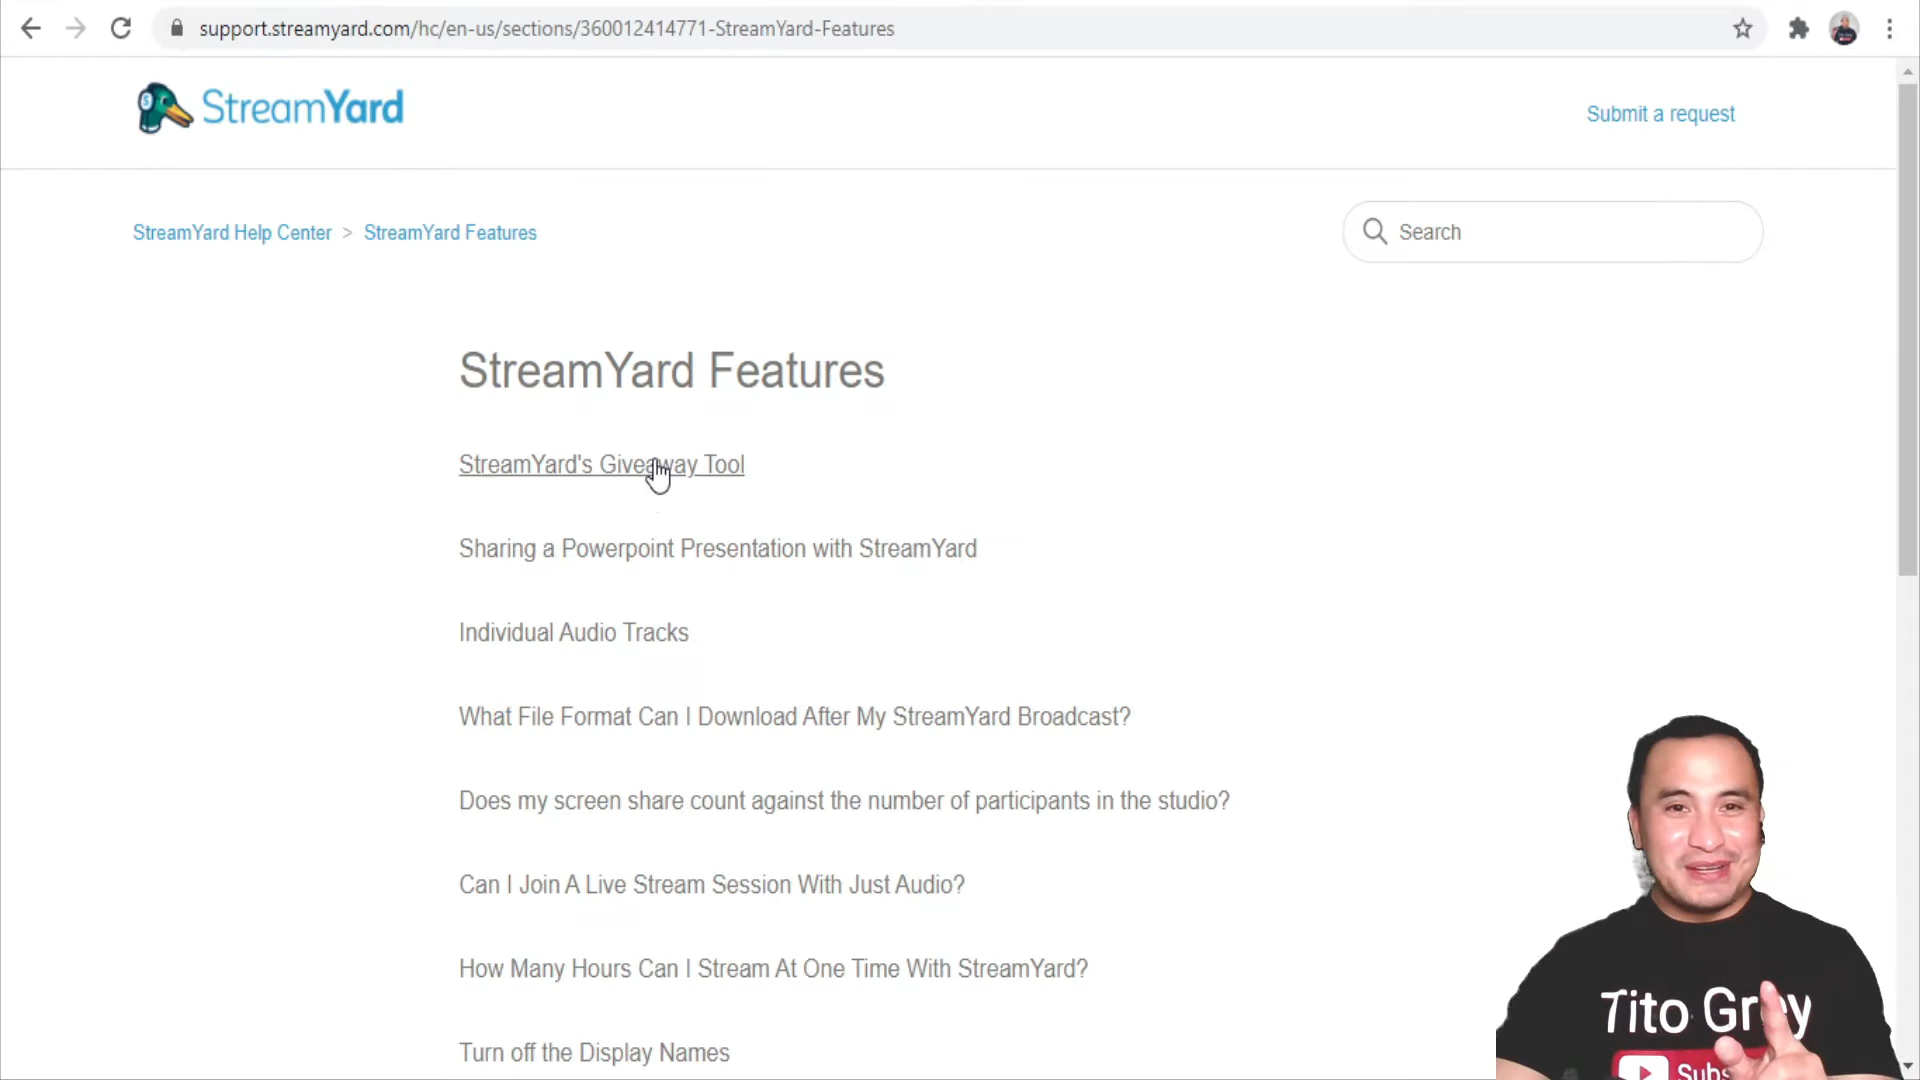 support.streamyard.com/hc/en-us/sections/360012414771-StreamYard-Features
StreamYard
Submit a request
StreamYard Help Center > StreamYard Features
Search
StreamYard Features
StreamYard's Giveaway Tool
Sharing a Powerpoint Presentation with StreamYard
Individual Audio Tracks
What File Format Can I Download After My StreamYard Broadcast?
Does my screen share count against the number of participants in the studio?
Can I Join A Live Stream Session With Just Audio?
How Many Hours Can I Stream At One Time With StreamYard?
Turn off the Display Names
Tito